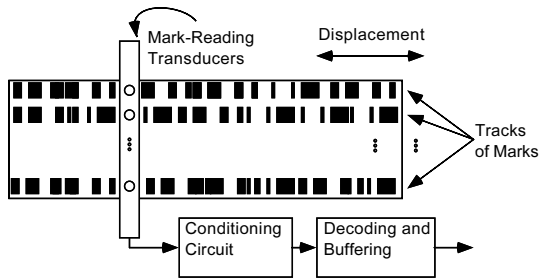 Mark-Reading
Transducers
Displacement
Tracks
of Marks
Conditioning
Circuit
Decoding and
Buffering